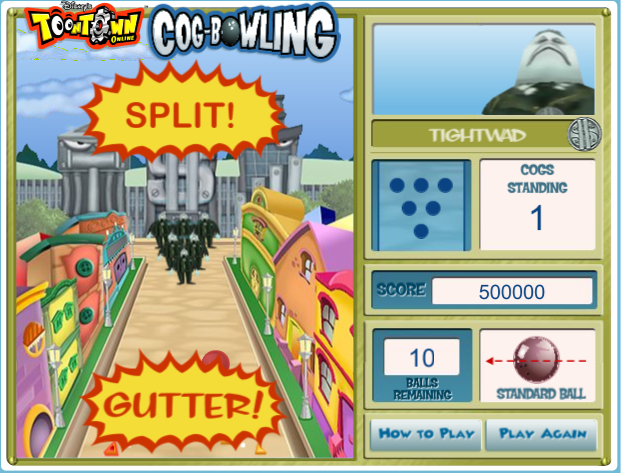 Disney's
TOONTOWN
ONLINE
COG-BOWLING
SPLIT!
TIGHTWAD
COGS
STANDING
1
SCORE 500000
10
BALLS
REMAINING
STANDARD BALL
GUTTER!
HOW TO PLAY
PLAY AGAIN